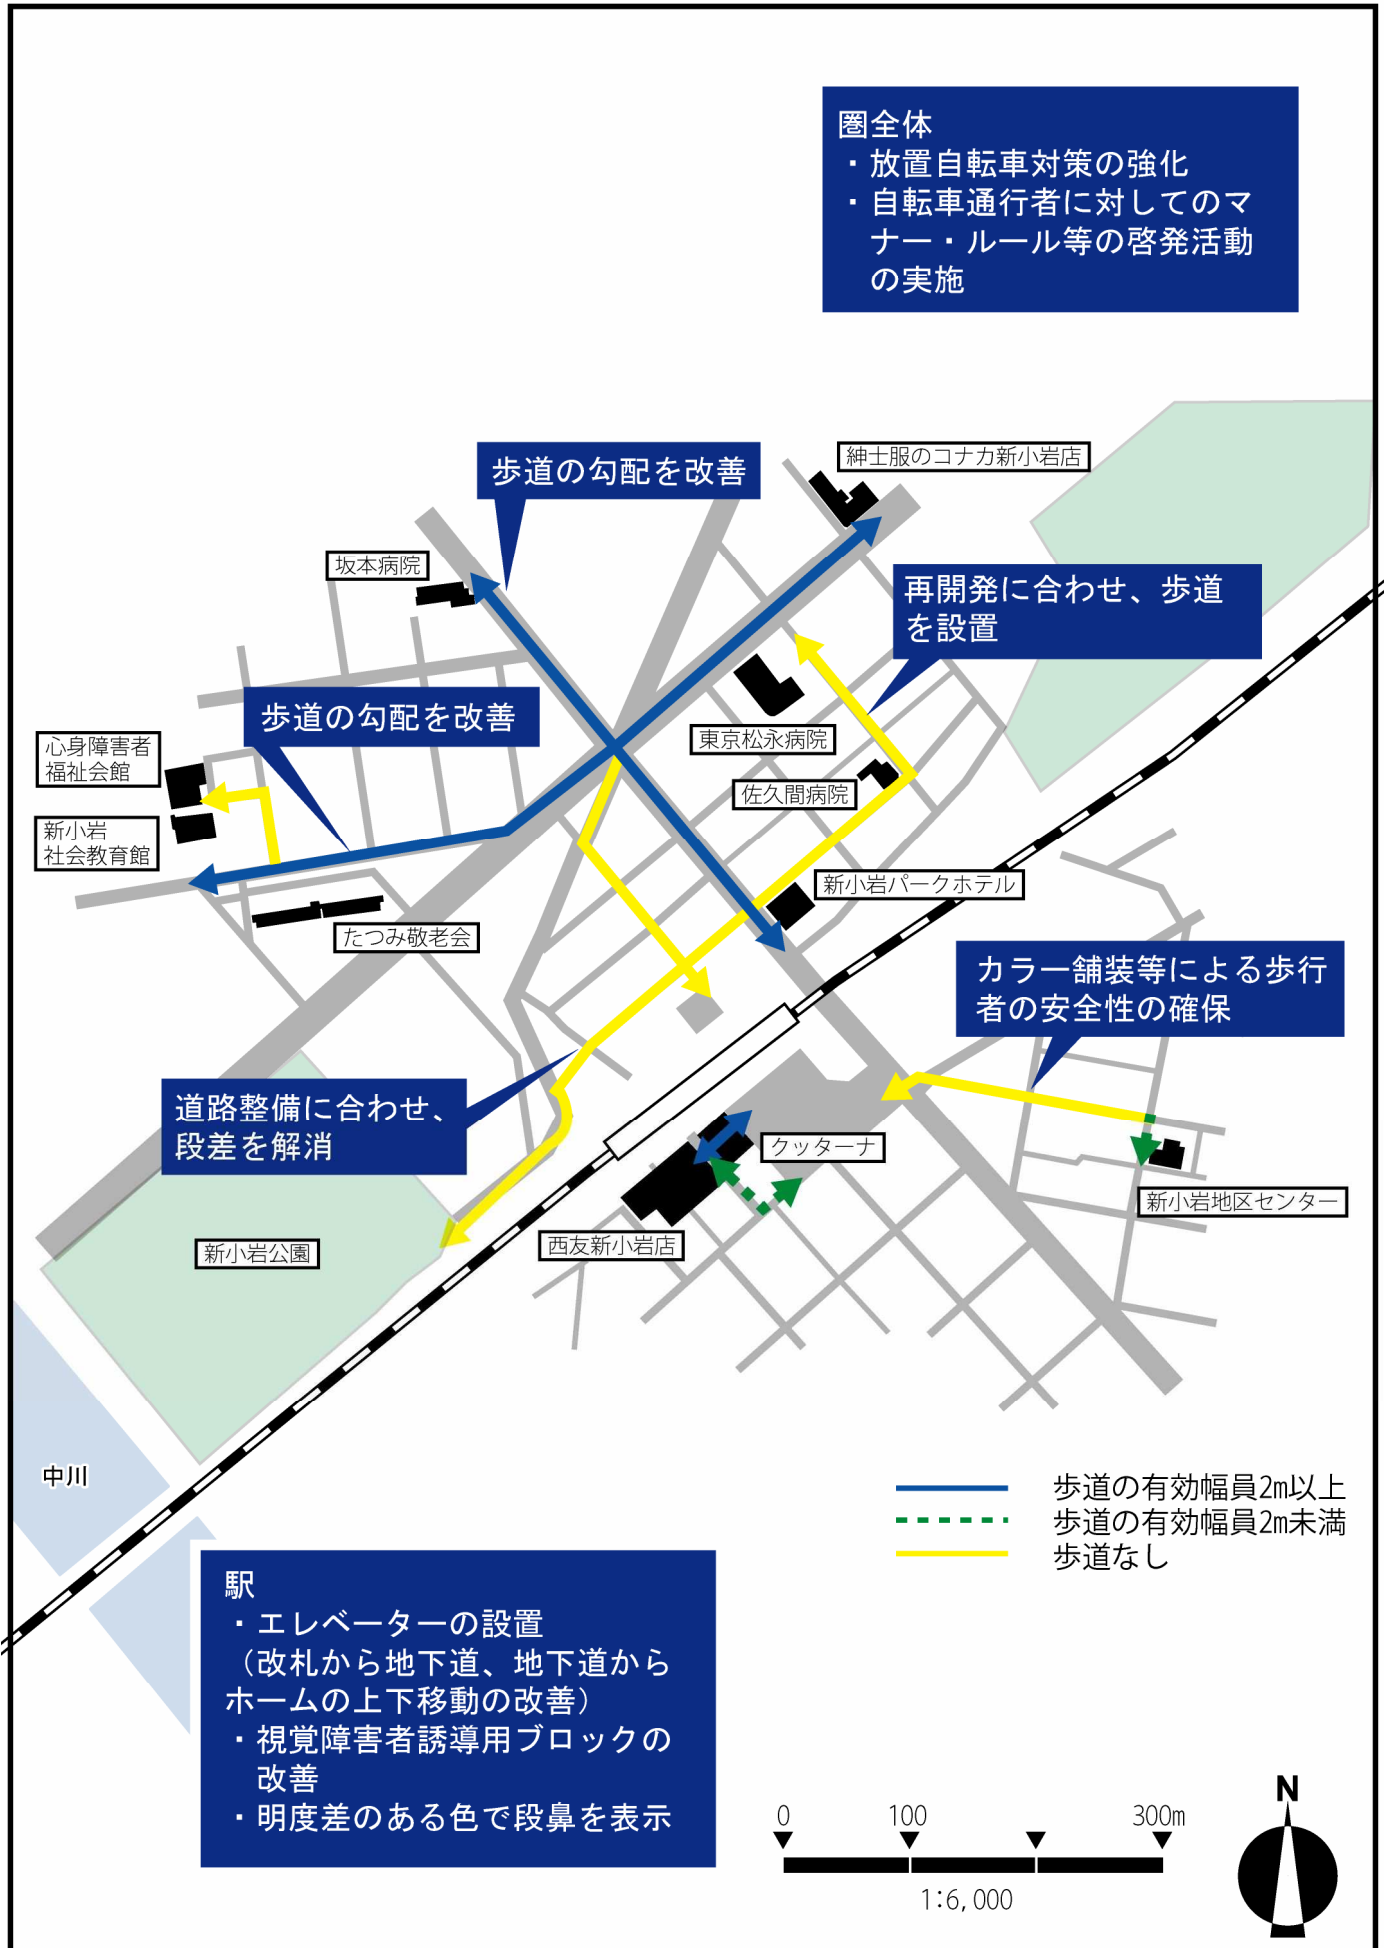 圏全体
・放置自転車対策の強化
・自転車通行者に対してのマ
ナー・ルール等の啓発活動
の実施
紳士服のコナカ新小岩店
歩道の勾配を改善
坂本病院
再開発に合わせ、歩道
を設置
歩道の勾配を改善
心身障害者
福祉会館
東京松永病院
佐久間病院
新小岩
社会教育館
新小岩パークホテル
たつみ敬老会
カラー舗装等による歩行
者の安全性の確保
道路整備に合わせ、
段差を解消
クッターナ
新小岩地区センター
西友新小岩店
新小岩公園
中川
歩道の有効幅員2m以上
歩道の有効幅員2m未満
歩道なし
駅
・エレベーターの設置
（改札から地下道、地下道から
ホームの上下移動の改善）
・視覚障害者誘導用ブロックの
改善
・明度差のある色で段鼻を表示
0 100 300m
1:6,000
N